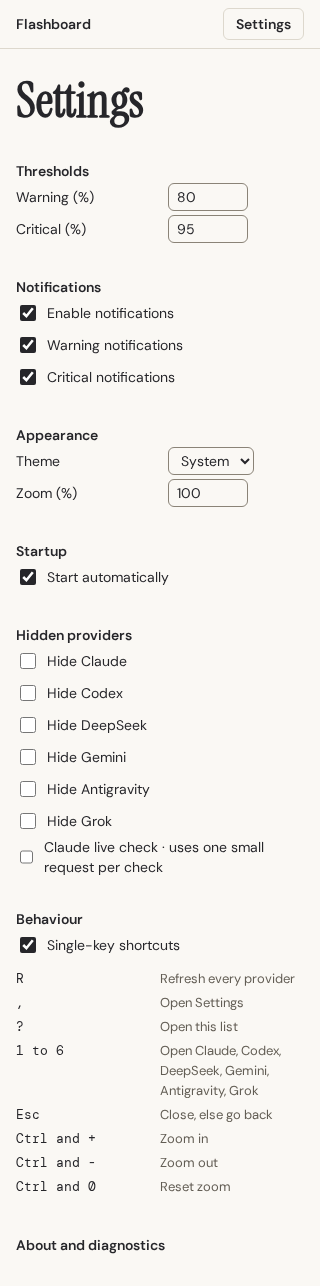 Flashboard
Settings
Settings
Thresholds
Warning (%)
80
Critical (%)
95
Notifications
Enable notifications
Warning notifications
Critical notifications
Appearance
Theme
System
Zoom (%)
100
Startup
Start automatically
Hidden providers
Hide Claude
Hide Codex
Hide DeepSeek
Hide Gemini
Hide Antigravity
Hide Grok
Claude live check · uses one small
request per check
Behaviour
Single-key shortcuts
R Refresh every provider
, Open Settings
? Open this list
1 to 6 Open Claude, Codex,
DeepSeek, Gemini,
Antigravity, Grok
Esc Close, else go back
Ctrl and + Zoom in
Ctrl and - Zoom out
Ctrl and 0 Reset zoom
About and diagnostics